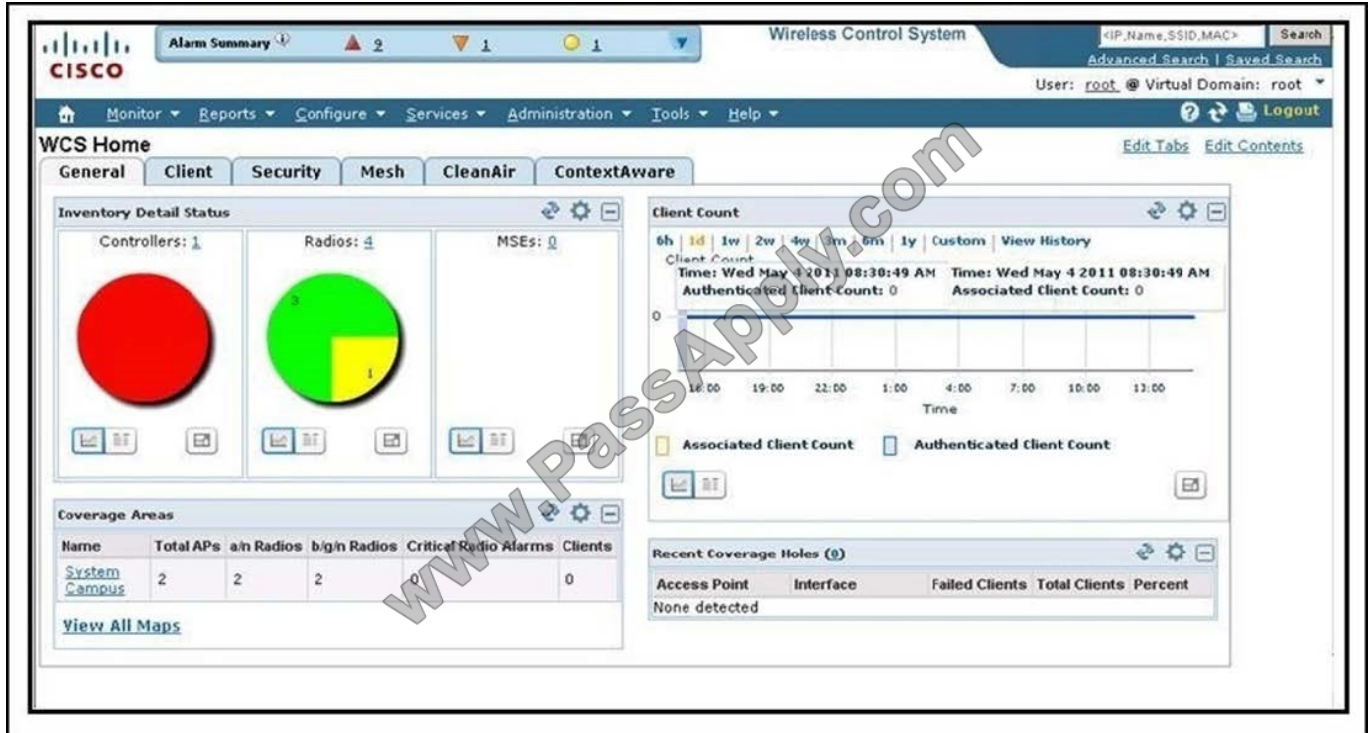 CISCO
Alarm Summary 9 1 1
Wireless Control System
<IP,Name,SSID,MAC> Search
Advanced Search | Saved Search
User: root @ Virtual Domain: root
Monitor Reports Configure Services Administration Tools Help Logout
WCS Home
Edit Tabs Edit Contents
General Client Security Mesh CleanAir ContextAware
Inventory Detail Status
Controllers: 1 Radios: 4 MSEs: 0
3
1
Client Count
6h | 1d | 1w | 2w | 4w | 3m | 6m | 1y | Custom | View History
Client Count
Time: Wed May 4 2011 08:30:49 AM Time: Wed May 4 2011 08:30:49 AM
Authenticated Client Count: 0 Associated Client Count: 0
0
16:00 19:00 22:00 1:00 4:00 7:00 10:00 13:00
Time
Associated Client Count Authenticated Client Count
Coverage Areas
Name Total APs a/n Radios b/g/n Radios Critical Radio Alarms Clients
System Campus 2 2 2 0 0
View All Maps
Recent Coverage Holes (0)
Access Point Interface Failed Clients Total Clients Percent
None detected
www.PassApply.com